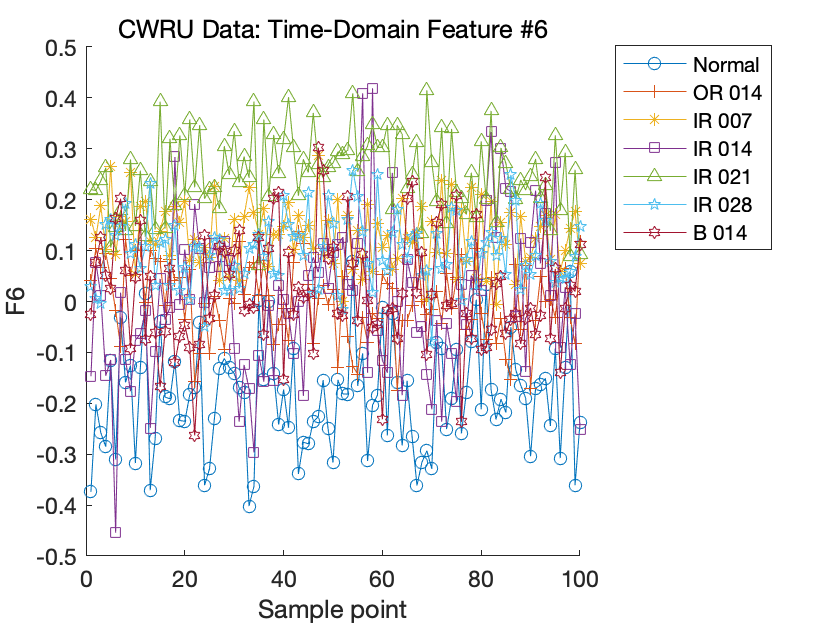 CWRU Data: Time-Domain Feature #6
0.5
0.4
0.3
0.2
0.1
0
-0.1
-0.2
-0.3
-0.4
-0.5
F6
0 20 40 60 80 100
Sample point
Normal
OR 014
IR 007
IR 014
IR 021
IR 028
B 014